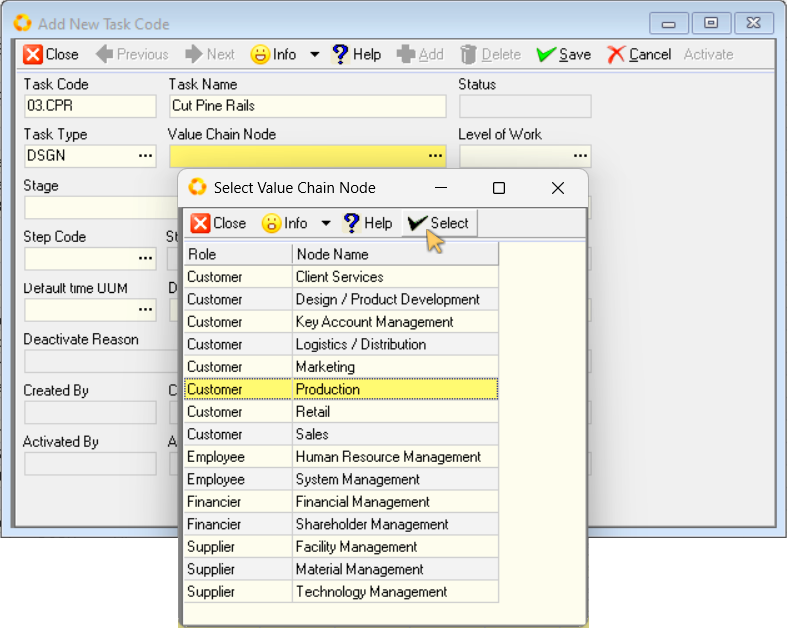 Add New Task Code
Close Previous Next Info Help Add Delete Save Cancel Activate
Task Code Task Name Status
03.CPR Cut Pine Rails
Task Type Value Chain Node Level of Work
DSGN ... ... ...
Stage
Step Code
...
Default time UOM
...
Deactivate Reason
Created By
Activated By
Select Value Chain Node
Close Info Help Select
Role Node Name
Customer Client Services
Customer Design / Product Development
Customer Key Account Management
Customer Logistics / Distribution
Customer Marketing
Customer Production
Customer Retail
Customer Sales
Employee Human Resource Management
Employee System Management
Financier Financial Management
Financier Shareholder Management
Supplier Facility Management
Supplier Material Management
Supplier Technology Management